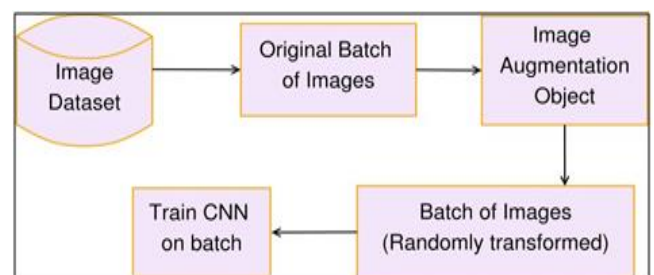 Image
Dataset
Original Batch
of Images
Image
Augmentation
Object
Train CNN
on batch
Batch of Images
(Randomly transformed)